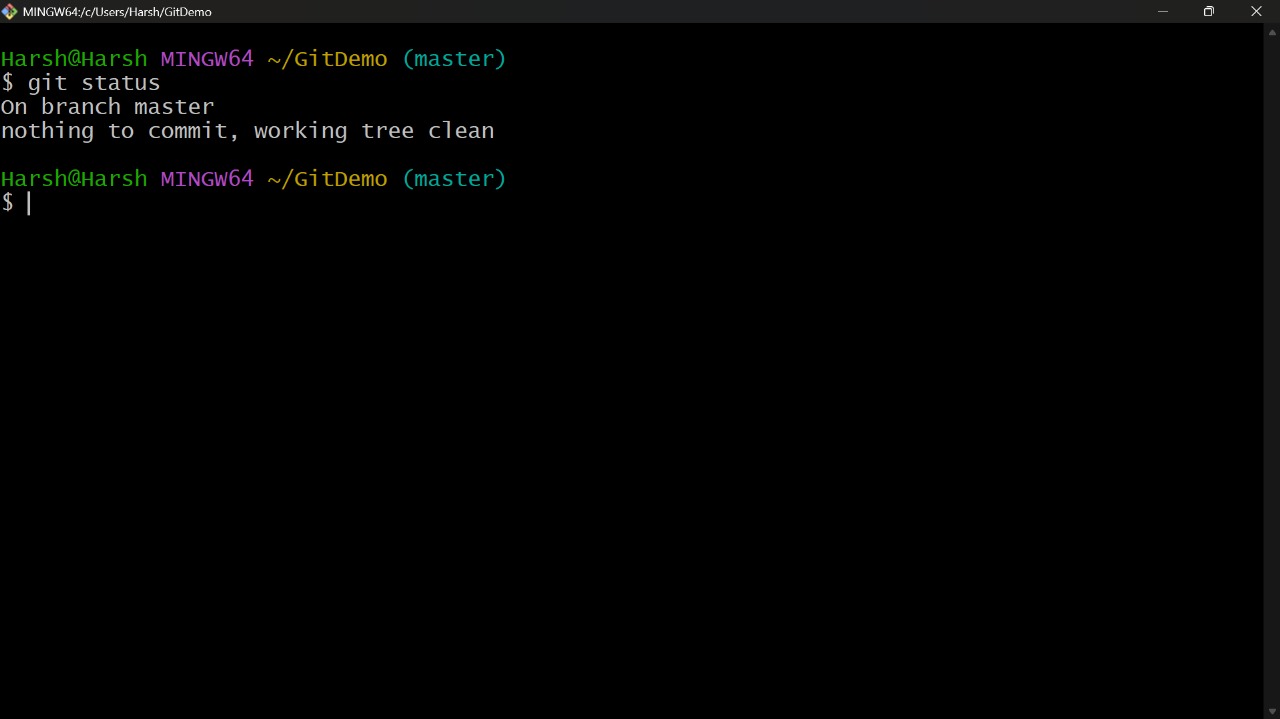 MINGW64:/c/Users/Harsh/GitDemo
Harsh@Harsh MINGW64 ~/GitDemo (master)
$ git status
On branch master
nothing to commit, working tree clean
Harsh@Harsh MINGW64 ~/GitDemo (master)
$